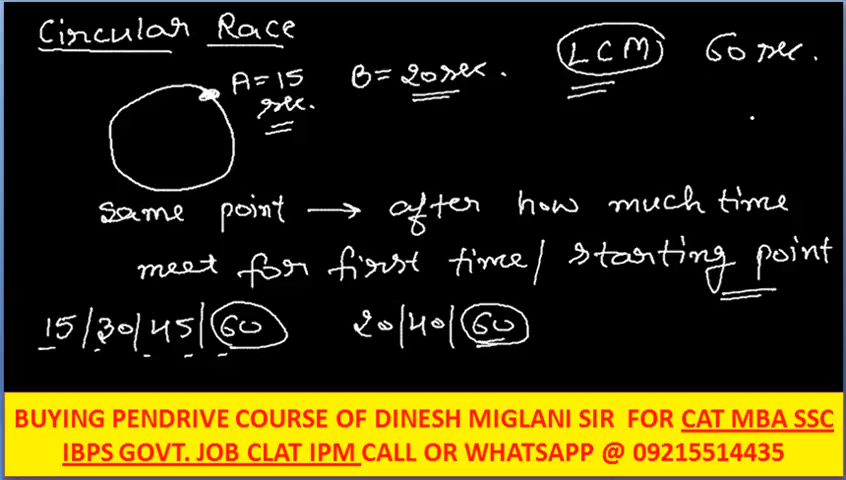 Circular Race
A=15 sec. B=20 sec. LCM 60 sec.
same point → after how much time
meet for first time/starting point
15/30/45/60 20/40/60
BUYING PENDRIVE COURSE OF DINESH MIGLANI SIR FOR CAT MBA SSC
IBPS GOVT. JOB CLAT IPM CALL OR WHATSAPP @ 09215514435